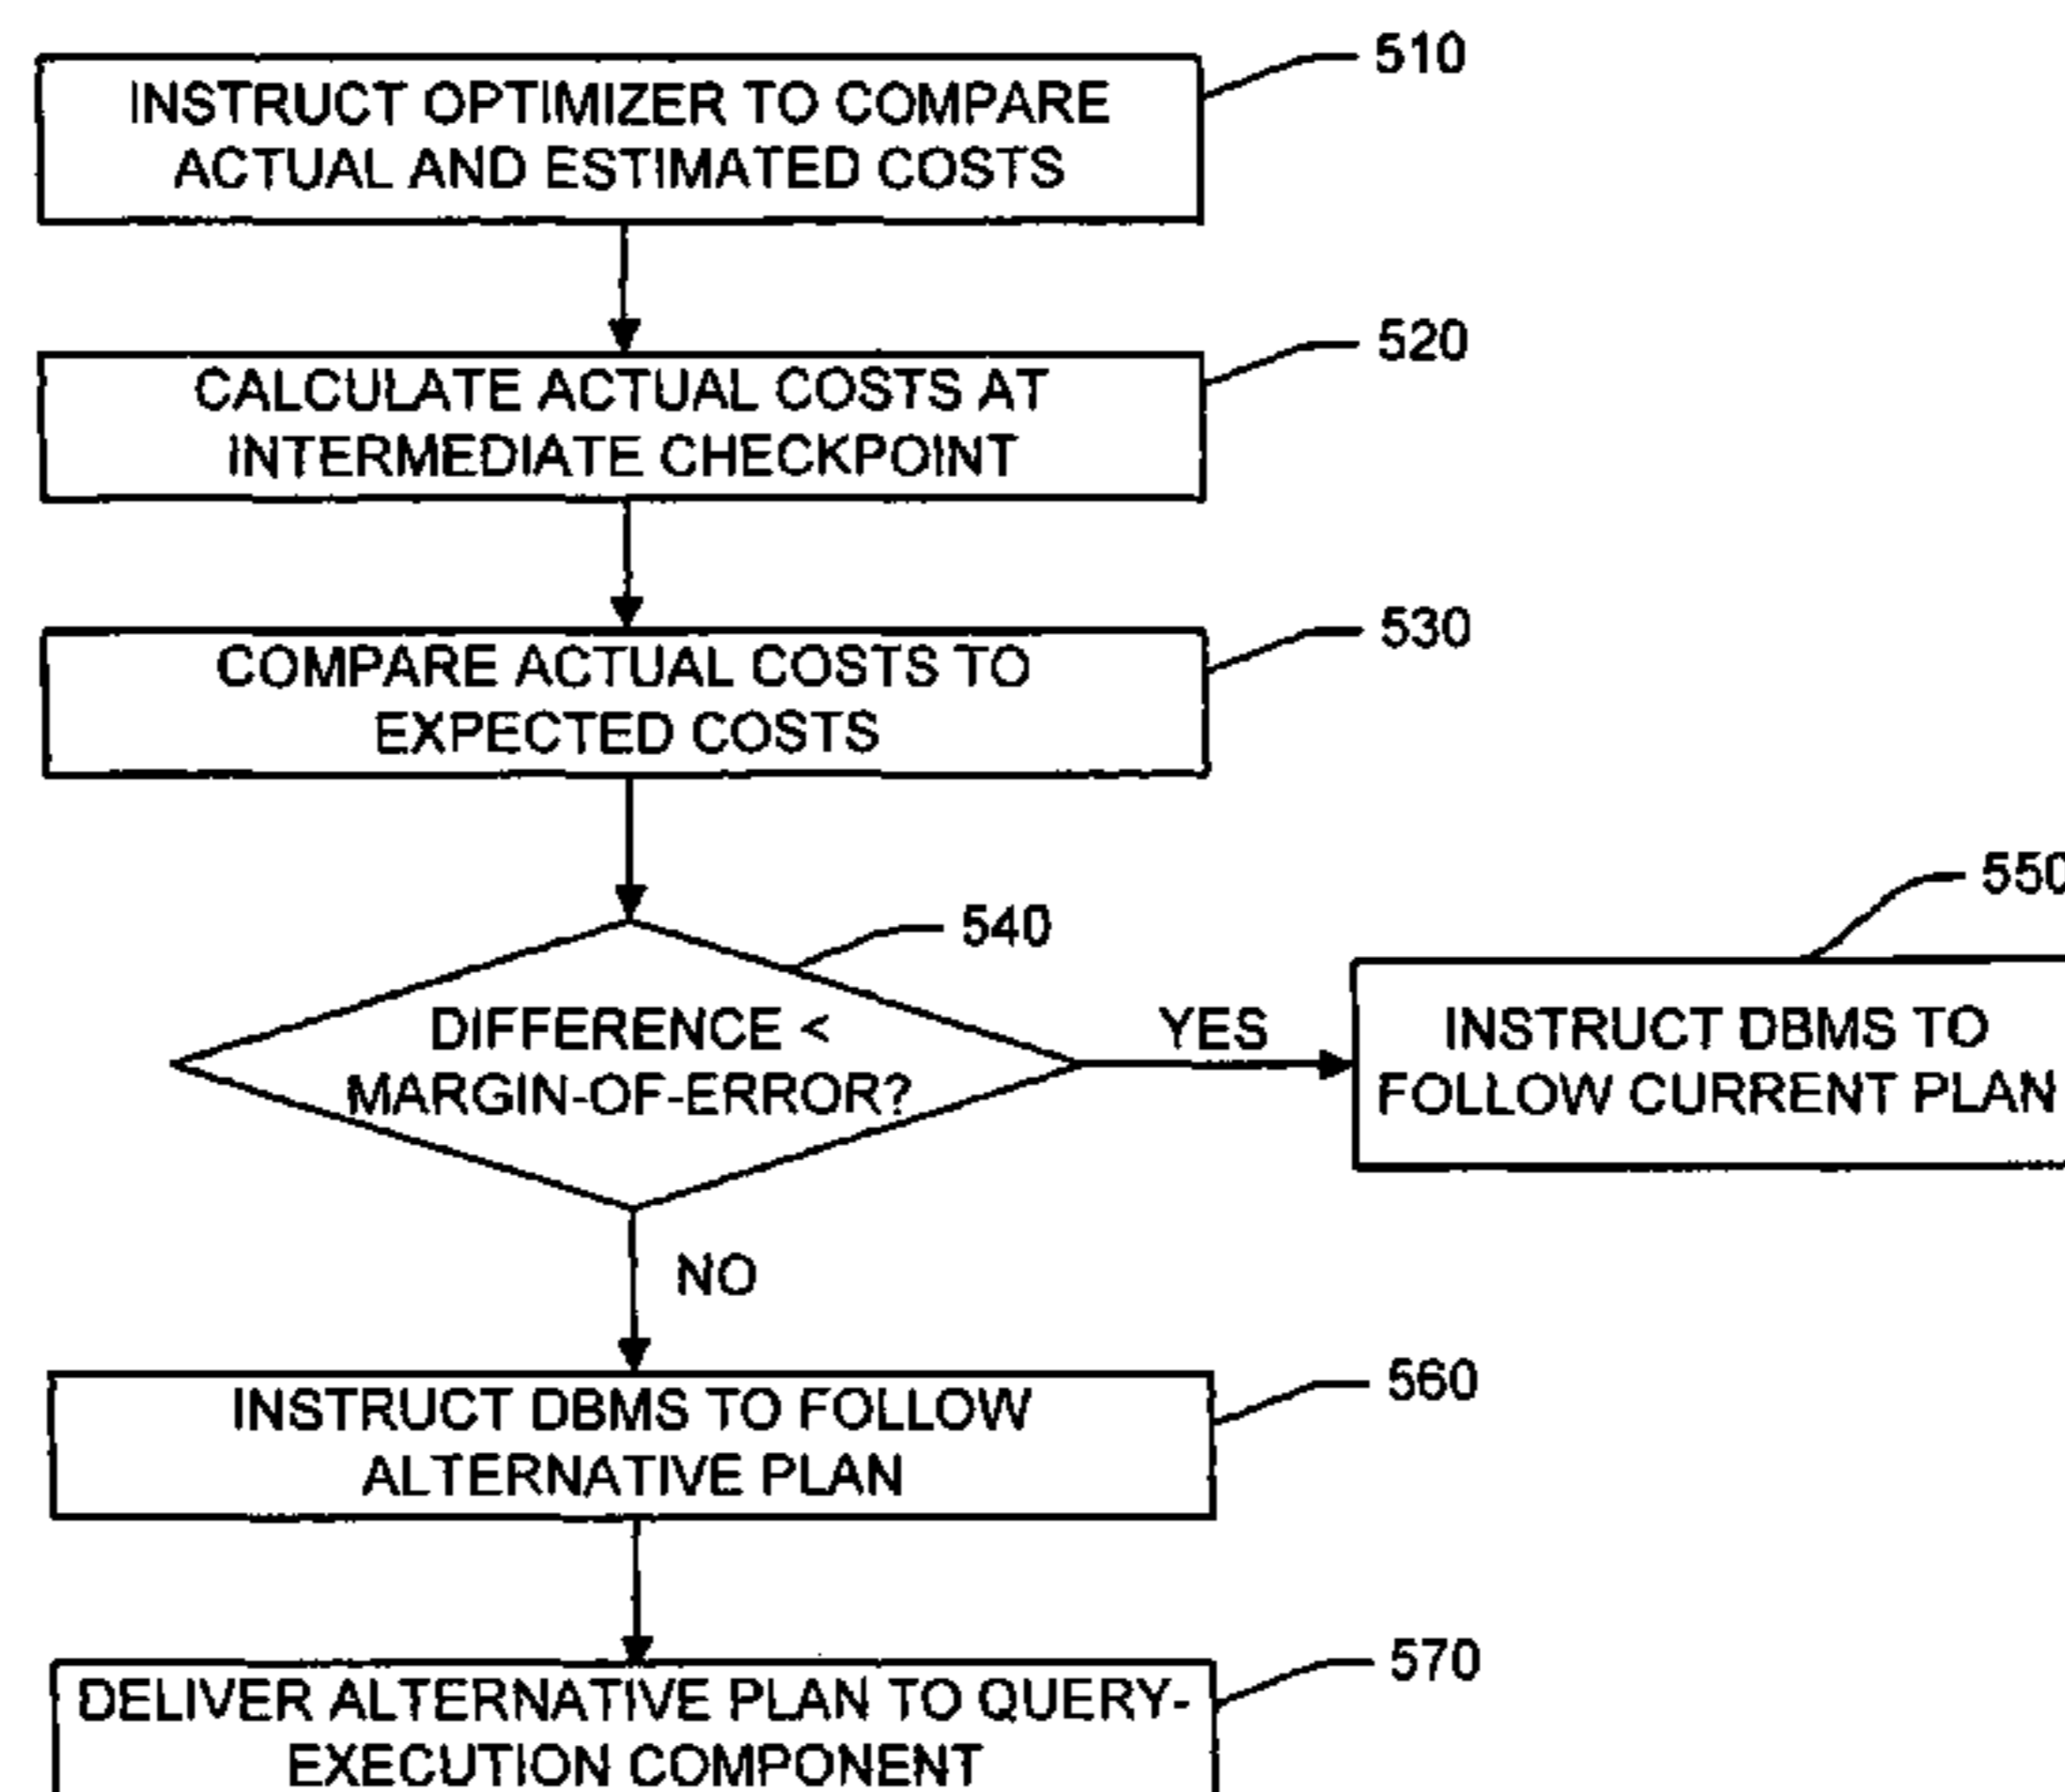 510
INSTRUCT OPTIMIZER TO COMPARE
ACTUAL AND ESTIMATED COSTS
520
CALCULATE ACTUAL COSTS AT
INTERMEDIATE CHECKPOINT
530
COMPARE ACTUAL COSTS TO
EXPECTED COSTS
540
DIFFERENCE <
MARGIN-OF-ERROR?
YES
550
INSTRUCT DBMS TO
FOLLOW CURRENT PLAN
NO
560
INSTRUCT DBMS TO FOLLOW
ALTERNATIVE PLAN
570
DELIVER ALTERNATIVE PLAN TO QUERY-
EXECUTION COMPONENT